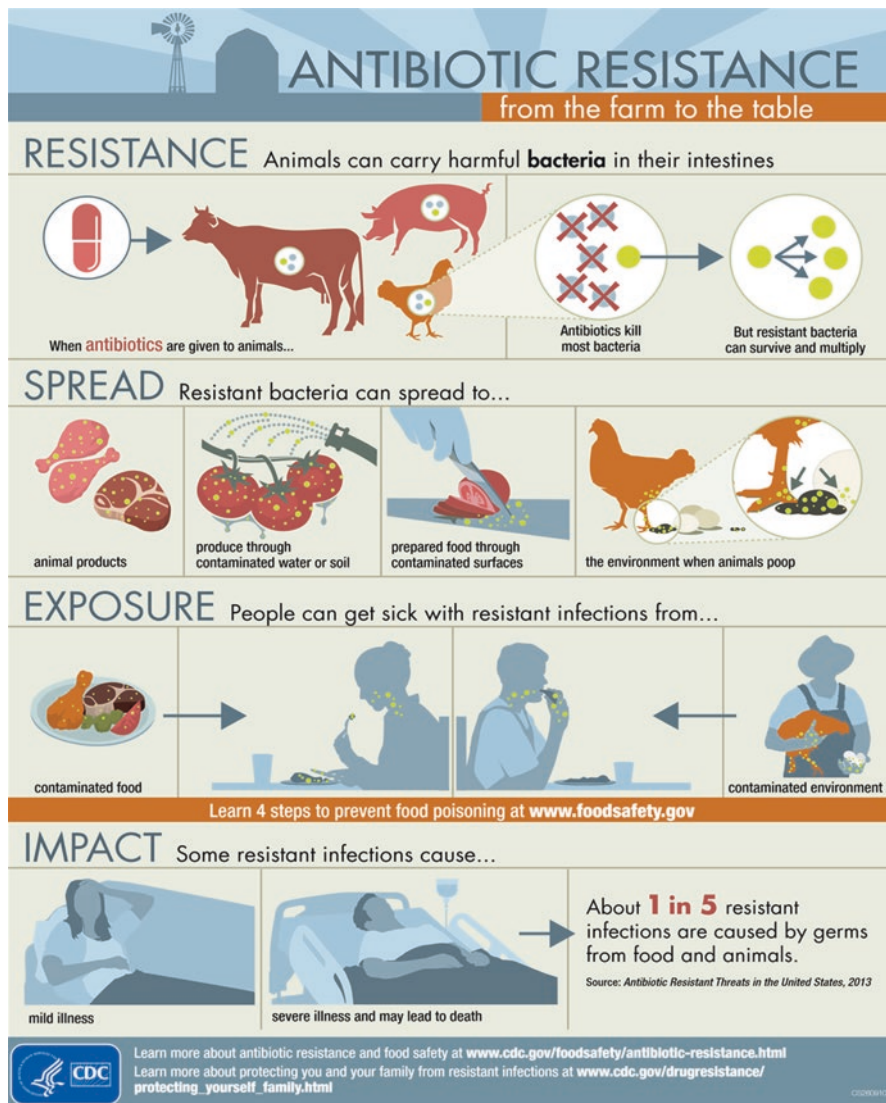 ANTIBIOTIC RESISTANCE
from the farm to the table
RESISTANCE Animals can carry harmful bacteria in their intestines
When antibiotics are given to animals...
Antibiotics kill
most bacteria
But resistant bacteria
can survive and multiply
SPREAD Resistant bacteria can spread to...
animal products
produce through
contaminated water or soil
prepared food through
contaminated surfaces
the environment when animals poop
EXPOSURE People can get sick with resistant infections from...
contaminated food
contaminated environment
Learn 4 steps to prevent food poisoning at www.foodsafety.gov
IMPACT Some resistant infections cause...
mild illness
severe illness and may lead to death
About 1 in 5 resistant
infections are caused by germs
from food and animals.
Source: Antibiotic Resistant Threats in the United States, 2013
CDC
Learn more about antibiotic resistance and food safety at www.cdc.gov/foodsafety/antibiotic-resistance.html
Learn more about protecting you and your family from resistant infections at www.cdc.gov/drugresistance/
protecting_yourself_family.html